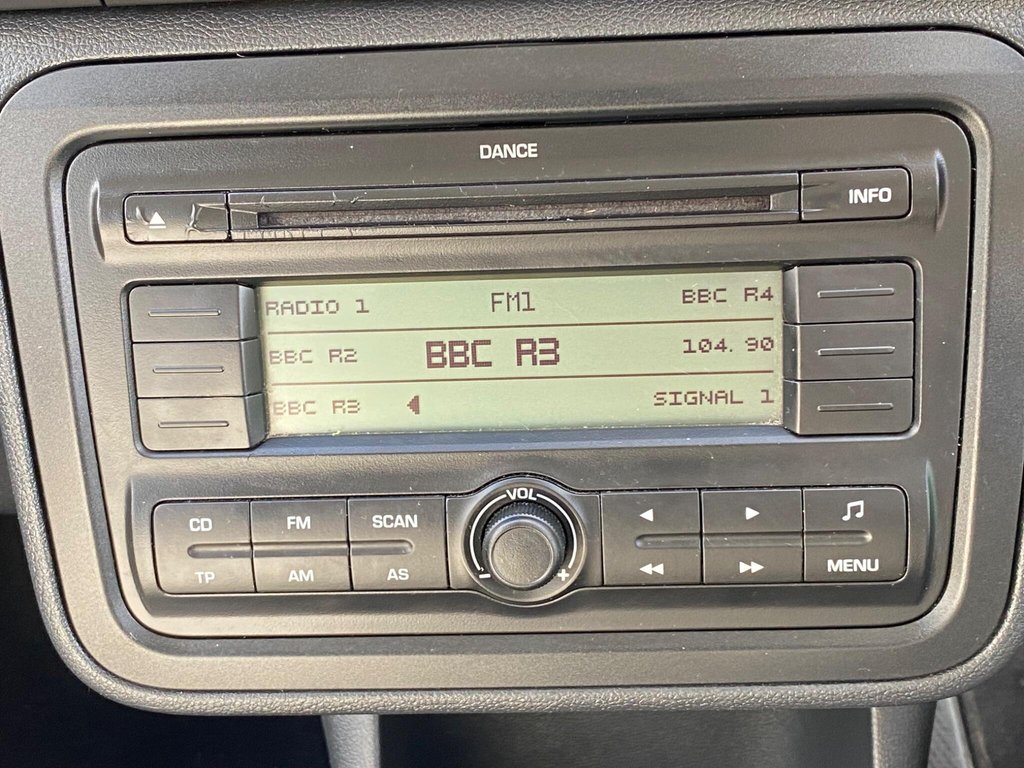 DANCE
INFO
RADIO 1 FM1 BBC R4
BBC R2 BBC R3 104.90
BBC R3 SIGNAL 1
CD FM SCAN VOL
TP AM AS - + MENU